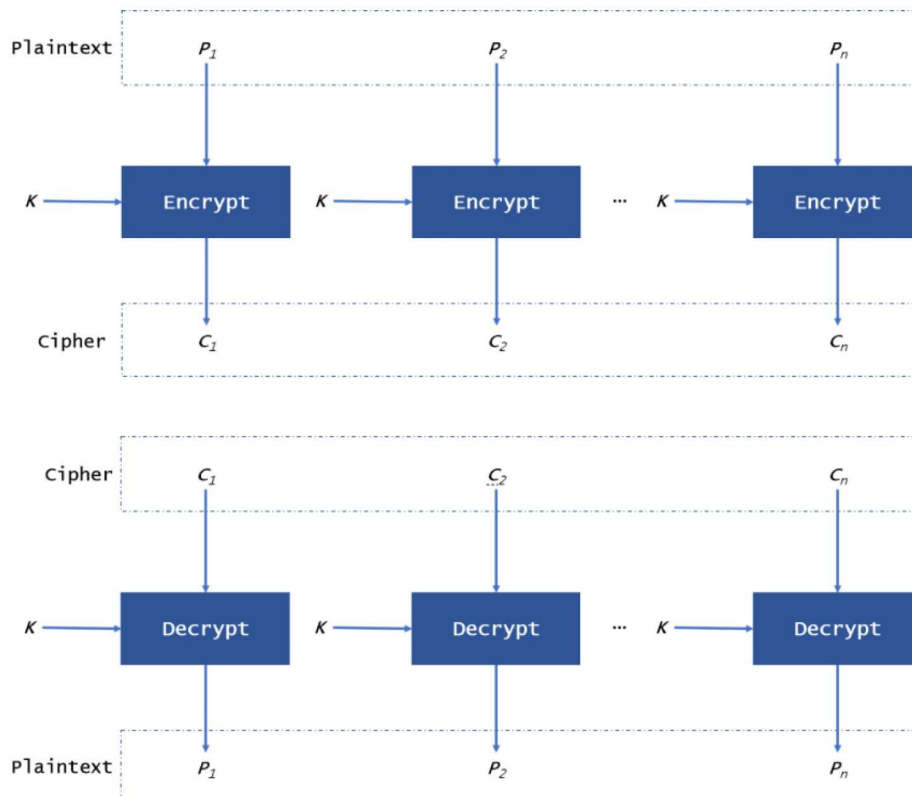 Plaintext P1 P2 Pn
K Encrypt K Encrypt ... K Encrypt
Cipher C1 C2 Cn
Cipher C1 C2 Cn
K Decrypt K Decrypt ... K Decrypt
Plaintext P1 P2 Pn